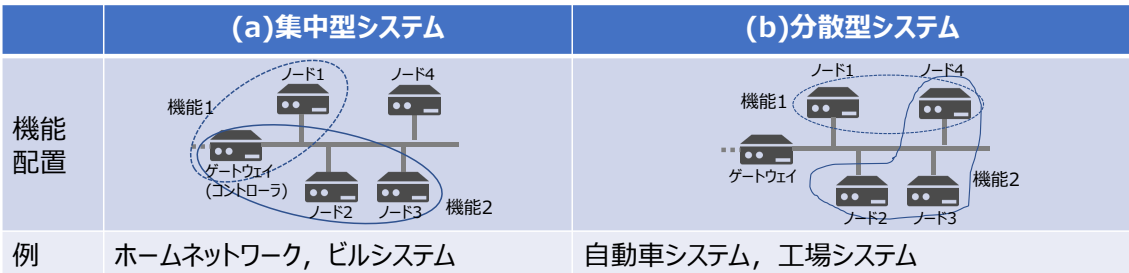 (a)集中型システム
(b)分散型システム
機能
配置
ノード1
ノード4
機能1
ゲートウェイ
(コントローラ)
ノード2
ノード3
機能2
ノード1
ノード4
機能1
ゲートウェイ
機能2
ノード2
ノード3
例
ホームネットワーク, ビルシステム
自動車システム, 工場システム